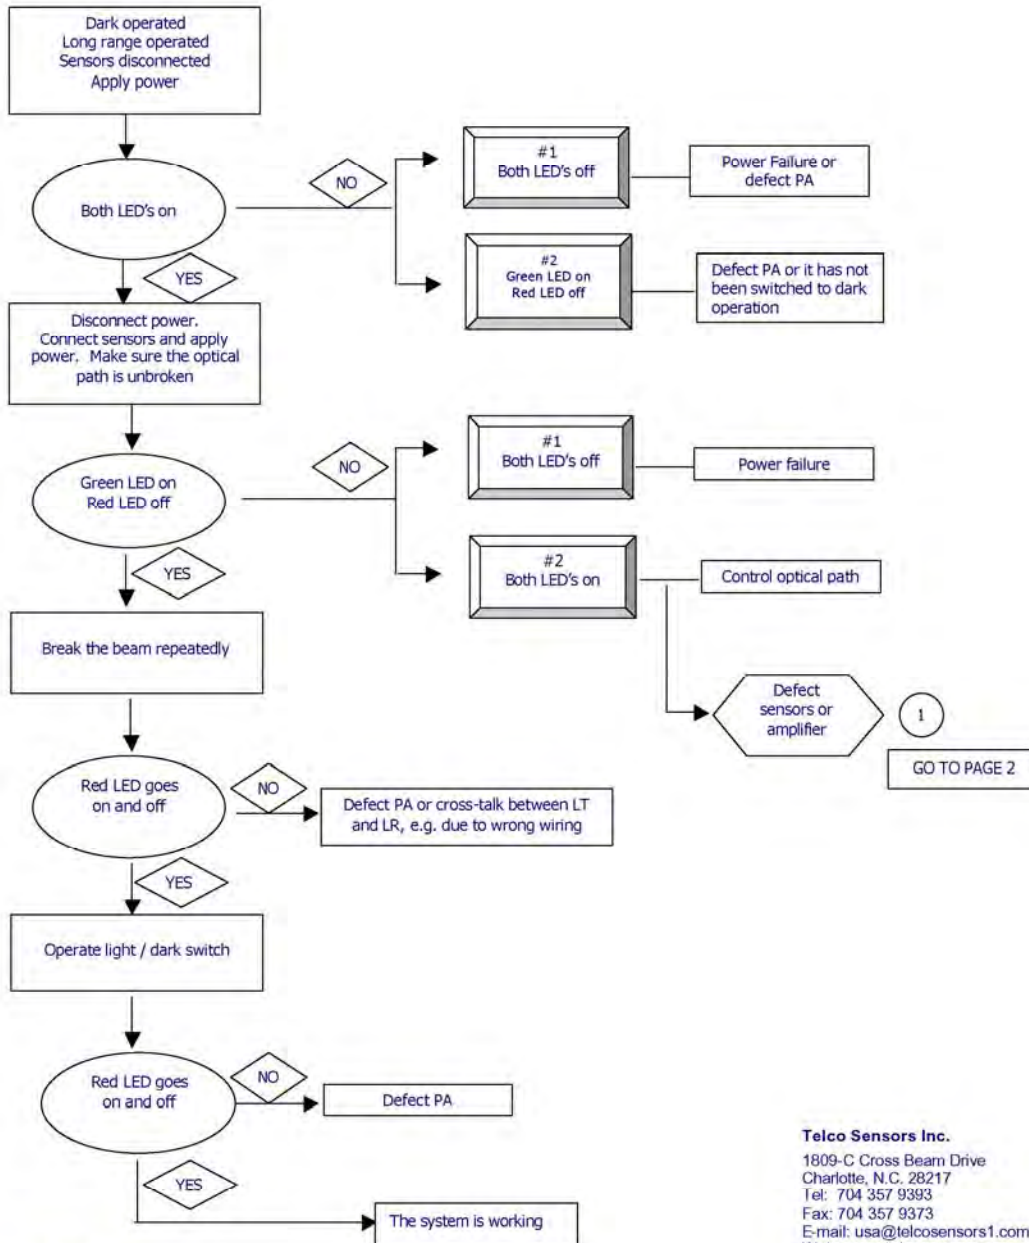 Dark operated
Long range operated
Sensors disconnected
Apply power
Both LED's on
NO
#1
Both LED's off
Power Failure or
defect PA
#2
Green LED on
Red LED off
Defect PA or it has not
been switched to dark
operation
YES
Disconnect power.
Connect sensors and apply
power. Make sure the optical
path is unbroken
Green LED on
Red LED off
NO
#1
Both LED's off
Power failure
#2
Both LED's on
Control optical path
Defect
sensors or
amplifier
1
GO TO PAGE 2
YES
Break the beam repeatedly
Red LED goes
on and off
NO
Defect PA or cross-talk between LT
and LR, e.g. due to wrong wiring
YES
Operate light / dark switch
Red LED goes
on and off
NO
Defect PA
YES
The system is working
Telco Sensors Inc.
1809-C Cross Beam Drive
Charlotte, N.C. 28217
Tel: 704 357 9393
Fax: 704 357 9373
E-mail: usa@telcosensors1.com